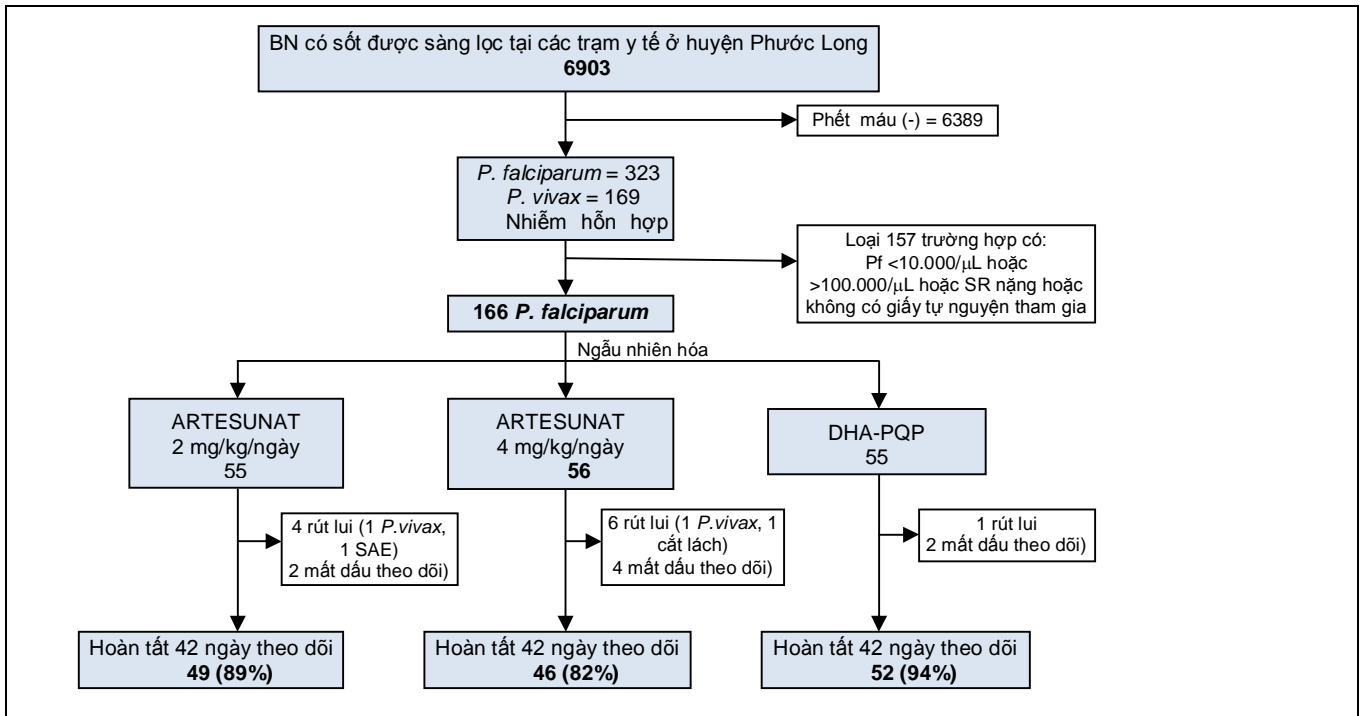 BN có sốt được sàng lọc tại các trạm y tế ở huyện Phước Long
6903
Phết máu (-) = 6389
P. falciparum = 323
P. vivax = 169
Nhiễm hỗn hợp
Loại 157 trường hợp có:
Pf <10.000/μL hoặc
>100.000/μL hoặc SR nặng hoặc
không có giấy tự nguyện tham gia
166 P. falciparum
Ngẫu nhiên hóa
ARTESUNAT
2 mg/kg/ngày
55
ARTESUNAT
4 mg/kg/ngày
56
DHA-PQP
55
4 rút lui (1 P.vivax,
1 SAE)
2 mất dấu theo dõi)
6 rút lui (1 P.vivax, 1
cắt lách)
4 mất dấu theo dõi)
1 rút lui
2 mất dấu theo dõi)
Hoàn tất 42 ngày theo dõi
49 (89%)
Hoàn tất 42 ngày theo dõi
46 (82%)
Hoàn tất 42 ngày theo dõi
52 (94%)